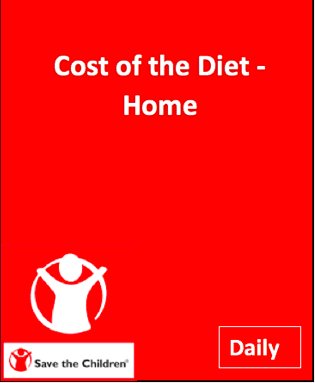 Cost of the Diet -
Home
Daily
Save the Children®